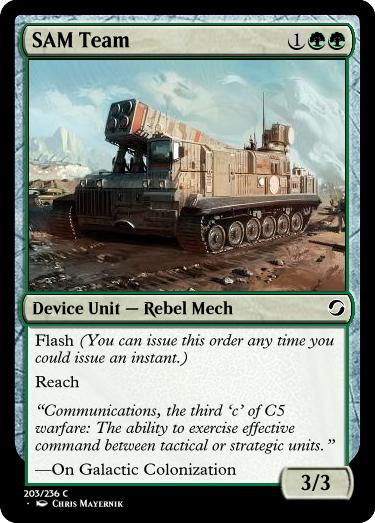 SAM Team
1
Device Unit — Rebel Mech
Flash (You can issue this order any time you
could issue an instant.)
Reach
“Communications, the third ‘c’ of C5
warfare: The ability to exercise effective
command between tactical or strategic units.”
—On Galactic Colonization
3/3
203/236 C
· Chris Mayernik